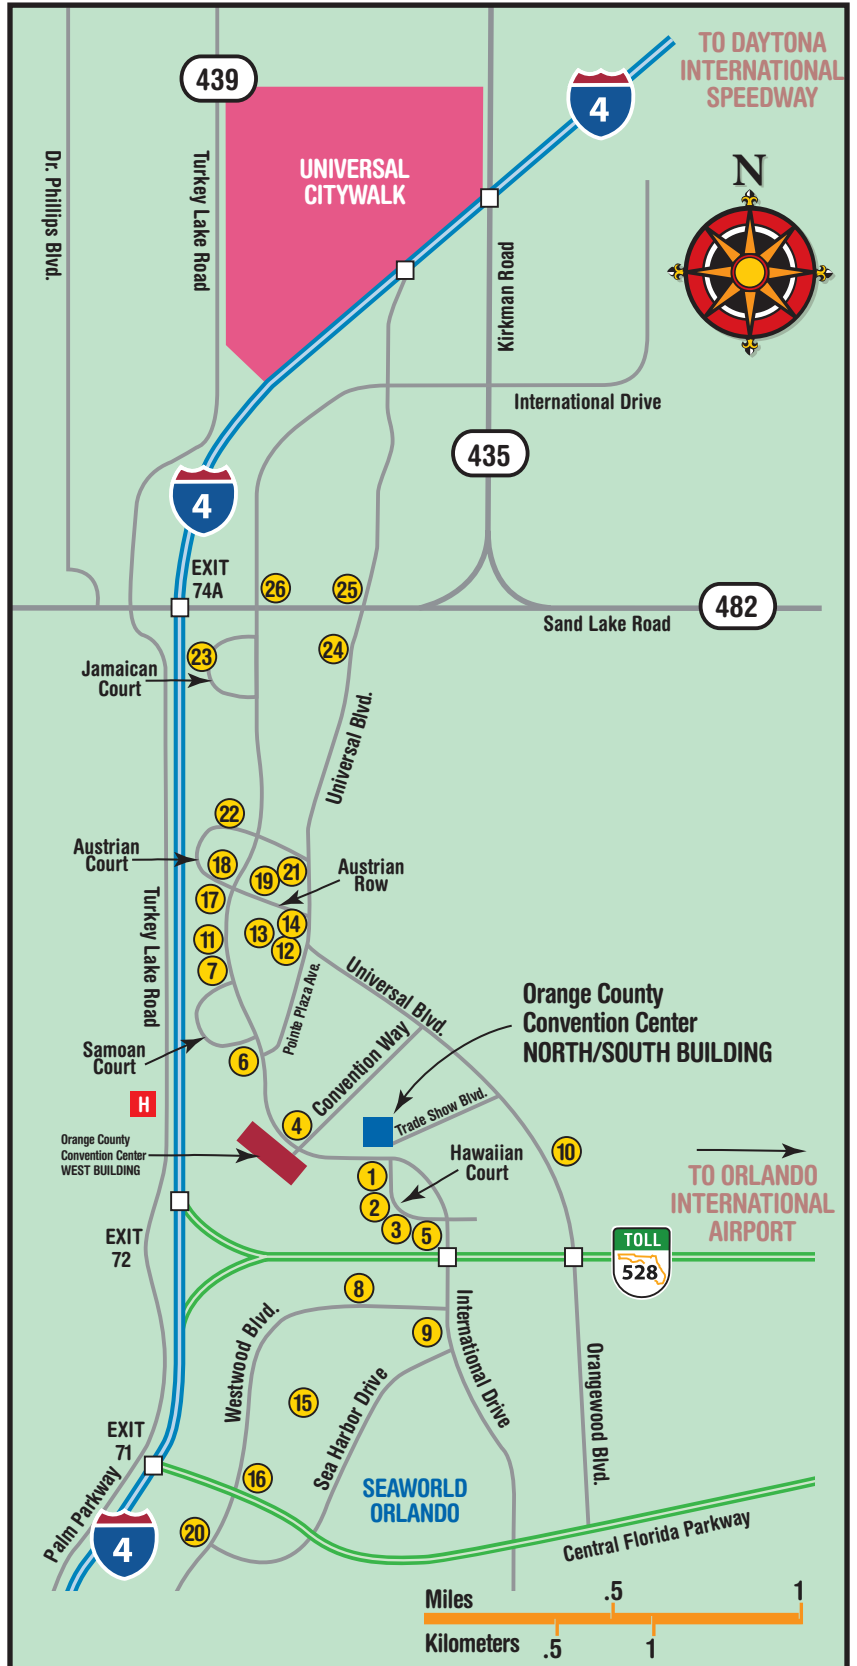 TO DAYTONA
INTERNATIONAL
SPEEDWAY
439
4
UNIVERSAL
CITYWALK
N
Dr. Phillips Blvd.
Turkey Lake Road
Kirkman Road
International Drive
435
4
EXIT
74A
26
25
482
Sand Lake Road
23
24
Jamaican
Court
Universal Blvd.
22
Austrian
Court
18
19
21
Austrian
Row
17
Turkey Lake Road
11
13
14
12
7
Pointe Plaza Ave.
Universal Blvd.
Orange County
Convention Center
NORTH/SOUTH BUILDING
Samoan
Court
6
Convention Way
H
4
Trade Show Blvd.
Orange County
Convention Center
WEST BUILDING
Hawaiian
Court
10
1
2
3
5
TO ORLANDO
INTERNATIONAL
AIRPORT
EXIT
72
TOLL
528
8
9
Westwood Blvd.
International Drive
Orangewood Blvd.
15
Sea Harbor Drive
EXIT
71
16
SEAWORLD
ORLANDO
Palm Parkway
20
4
Central Florida Parkway
Miles
.5
1
Kilometers
.5
1